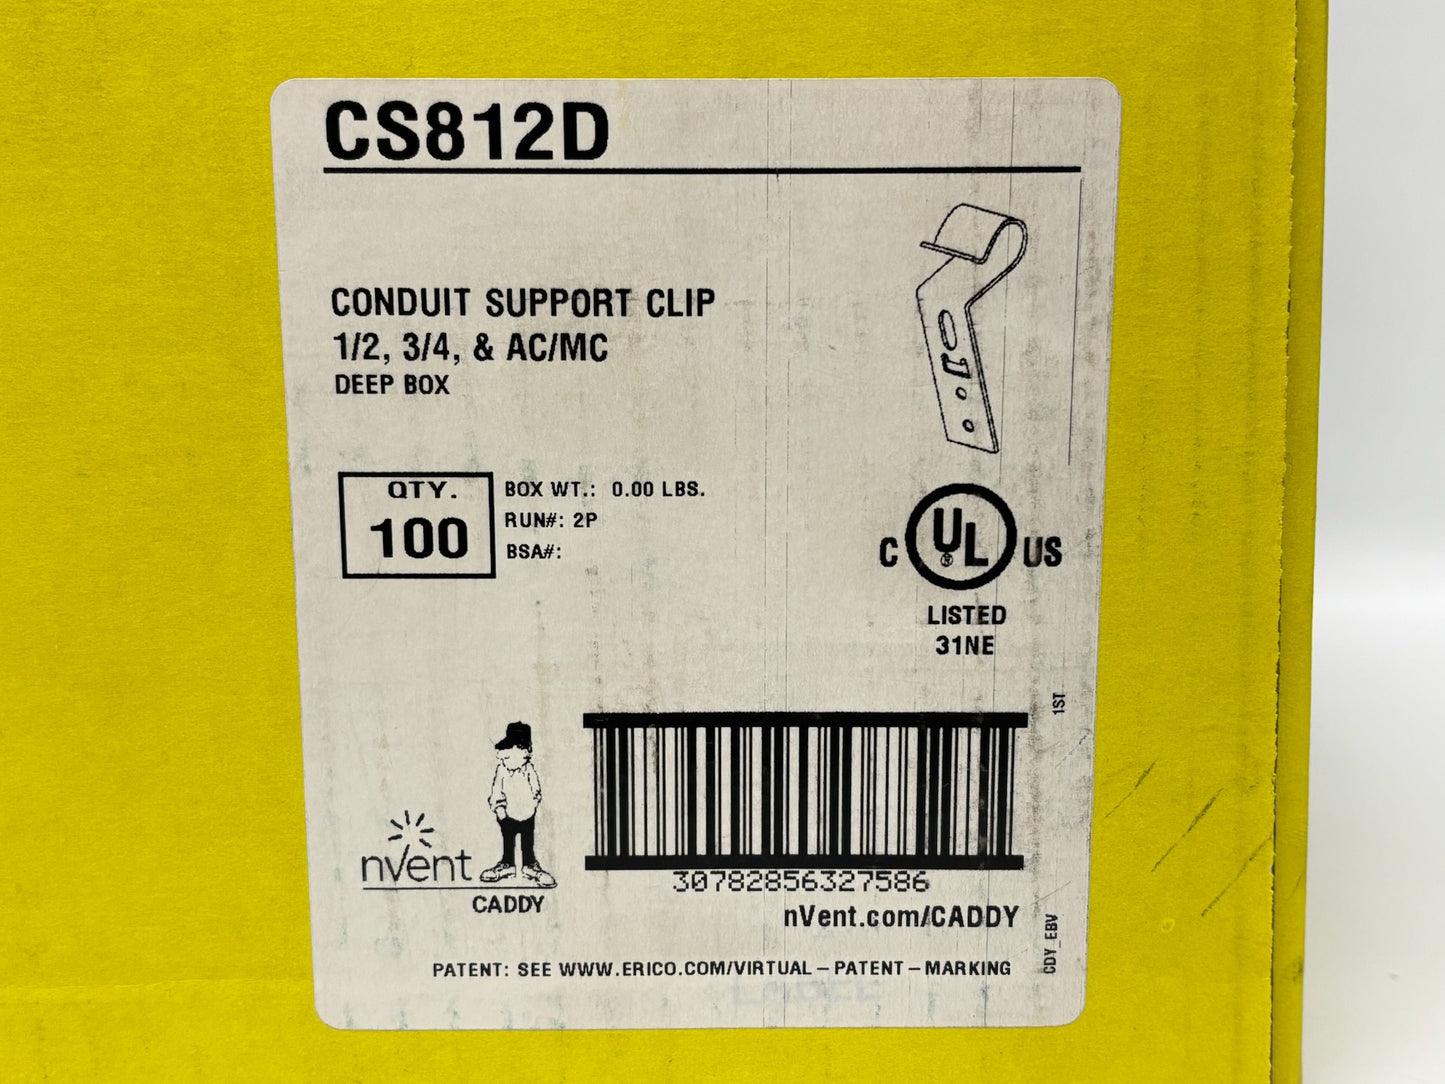 CS812D
CONDUIT SUPPORT CLIP
1/2, 3/4, & AC/MC
DEEP BOX
QTY.
100
BOX WT.: 0.00 LBS.
RUN#: 2P
BSA#:
C UL® US
LISTED
31NE
1ST
nVent
CADDY
30782856327586
nVent.com/CADDY
CDY_EBV
PATENT: SEE WWW.ERICO.COM/VIRTUAL-PATENT-MARKING